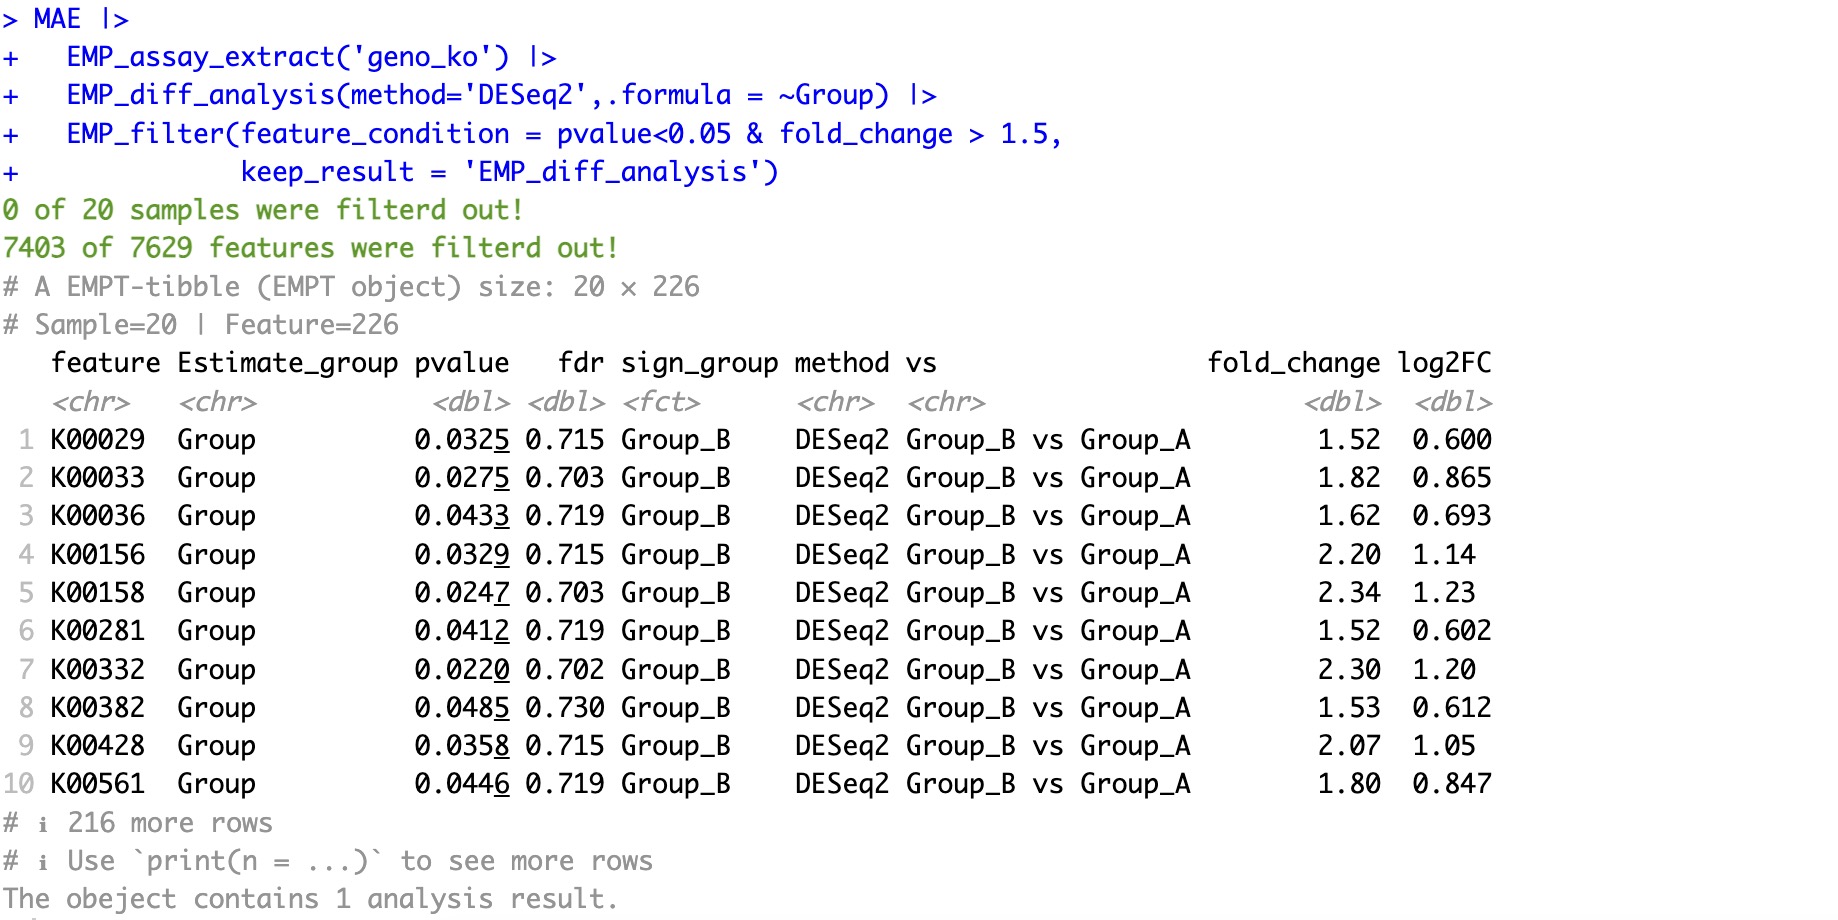 > MAE |>
+   EMP_assay_extract('geno_ko') |>
+   EMP_diff_analysis(method='DESeq2',.formula = ~Group) |>
+   EMP_filter(feature_condition = pvalue<0.05 & fold_change > 1.5,
+              keep_result = 'EMP_diff_analysis')
0 of 20 samples were filterd out!
7403 of 7629 features were filterd out!
# A EMPT-tibble (EMPT object) size: 20 × 226
# Sample=20 | Feature=226
feature Estimate_group pvalue fdr sign_group method vs fold_change log2FC
<chr> <chr> <dbl> <dbl> <fct> <chr> <chr> <dbl> <dbl>
1 K00029 Group 0.0325 0.715 Group_B DESeq2 Group_B vs Group_A 1.52 0.600
2 K00033 Group 0.0275 0.703 Group_B DESeq2 Group_B vs Group_A 1.82 0.865
3 K00036 Group 0.0433 0.719 Group_B DESeq2 Group_B vs Group_A 1.62 0.693
4 K00156 Group 0.0329 0.715 Group_B DESeq2 Group_B vs Group_A 2.20 1.14
5 K00158 Group 0.0247 0.703 Group_B DESeq2 Group_B vs Group_A 2.34 1.23
6 K00281 Group 0.0412 0.719 Group_B DESeq2 Group_B vs Group_A 1.52 0.602
7 K00332 Group 0.0220 0.702 Group_B DESeq2 Group_B vs Group_A 2.30 1.20
8 K00382 Group 0.0485 0.730 Group_B DESeq2 Group_B vs Group_A 1.53 0.612
9 K00428 Group 0.0358 0.715 Group_B DESeq2 Group_B vs Group_A 2.07 1.05
10 K00561 Group 0.0446 0.719 Group_B DESeq2 Group_B vs Group_A 1.80 0.847
# ℹ 216 more rows
# ℹ Use `print(n = ...)` to see more rows
The obeject contains 1 analysis result.